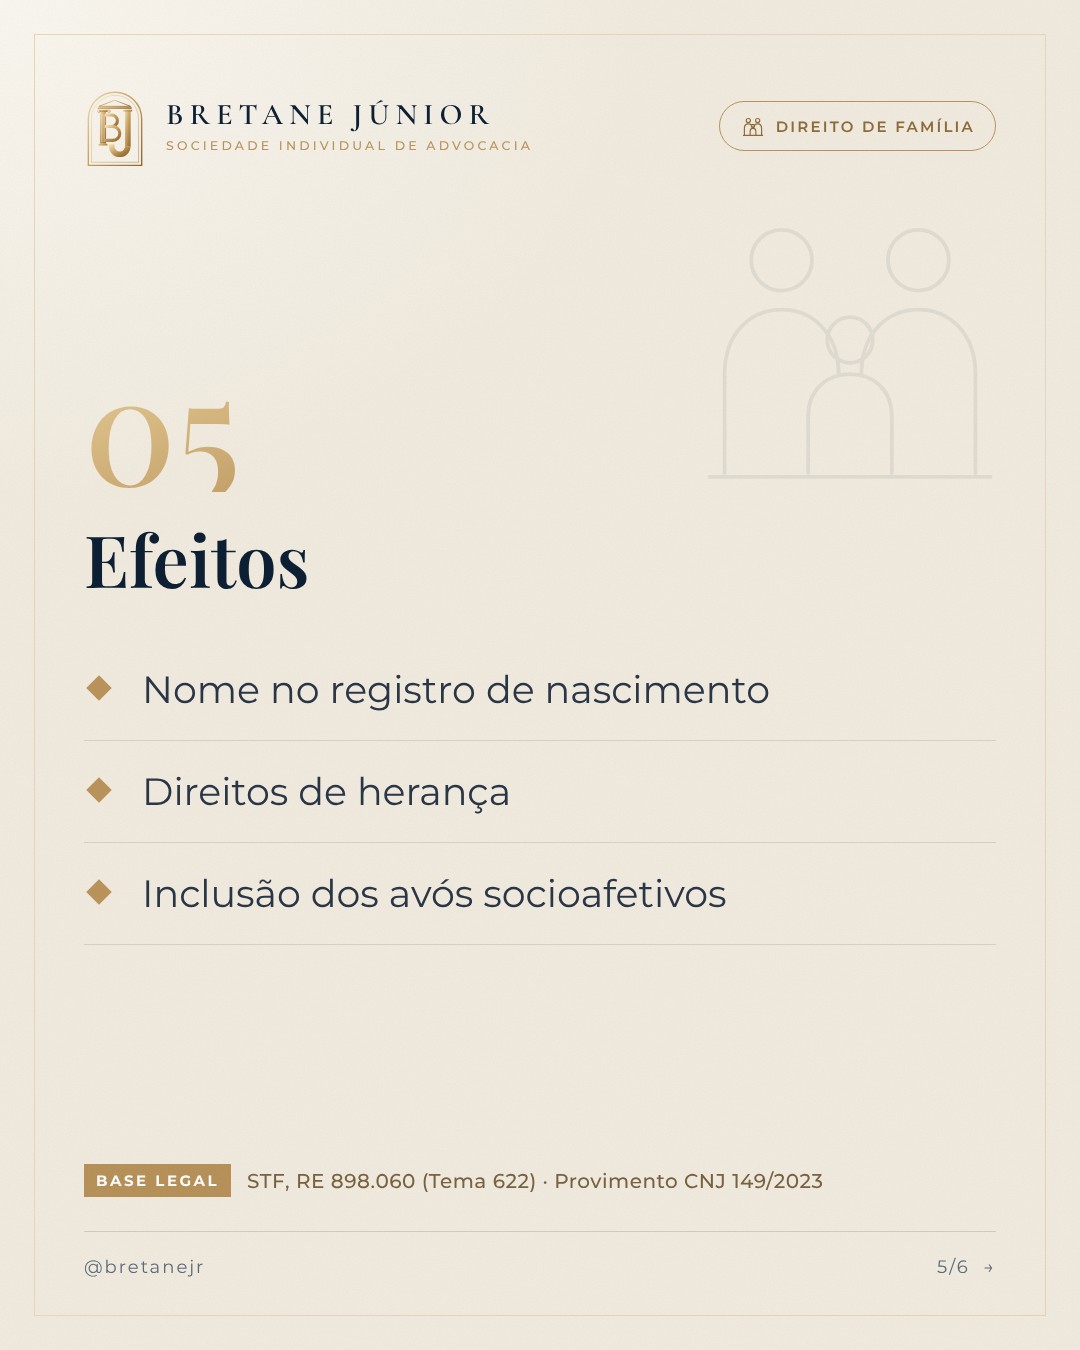 BJ
BRETANE JÚNIOR
SOCIEDADE INDIVIDUAL DE ADVOCACIA
DIREITO DE FAMÍLIA
05
Efeitos
Nome no registro de nascimento
Direitos de herança
Inclusão dos avós socioafetivos
BASE LEGAL STF, RE 898.060 (Tema 622) · Provimento CNJ 149/2023
@bretanejr
5/6 →